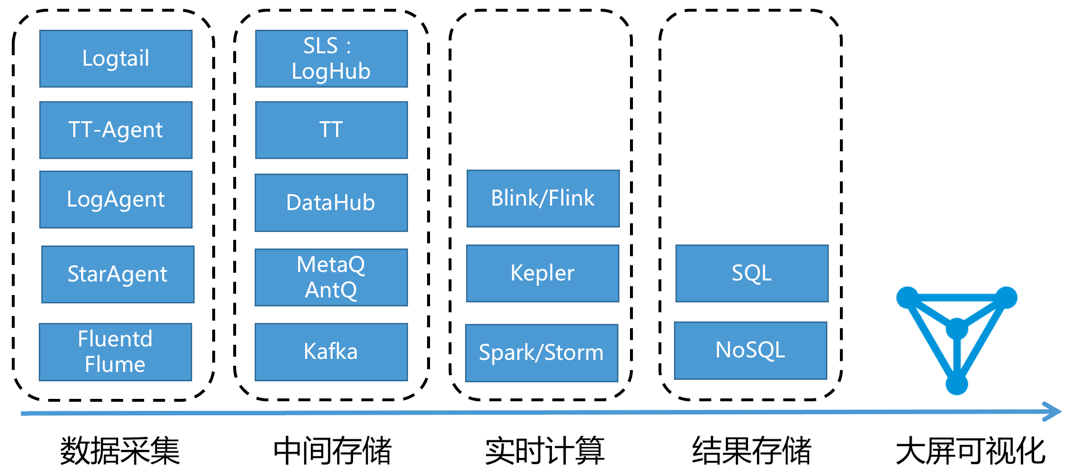 Logtail
TT-Agent
LogAgent
StarAgent
Fluentd
Flume
数据采集
SLS：
LogHub
TT
DataHub
MetaQ
AntQ
Kafka
中间存储
Blink/Flink
Kepler
Spark/Storm
实时计算
SQL
NoSQL
结果存储
大屏可视化